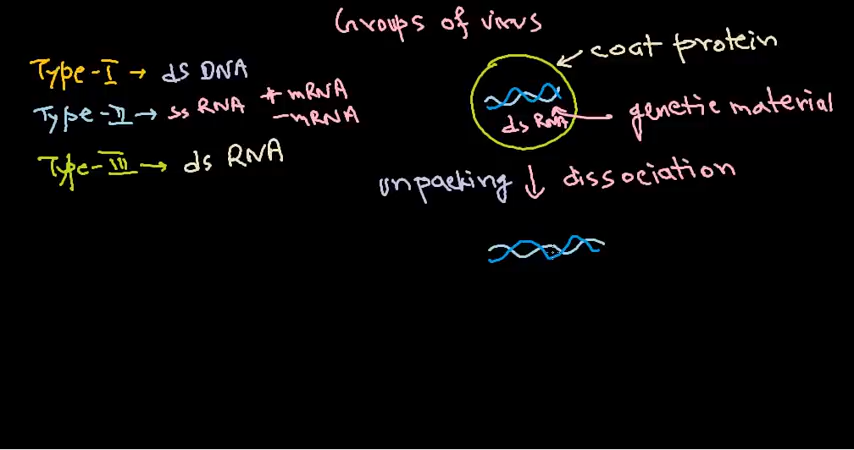 Groups of virus
Type-I → ds DNA
Type-II → ss RNA
+mRNA
-mRNA
Type-III → ds RNA
coat protein
genetic material
ds RNA
unpacking ↓ dissociation